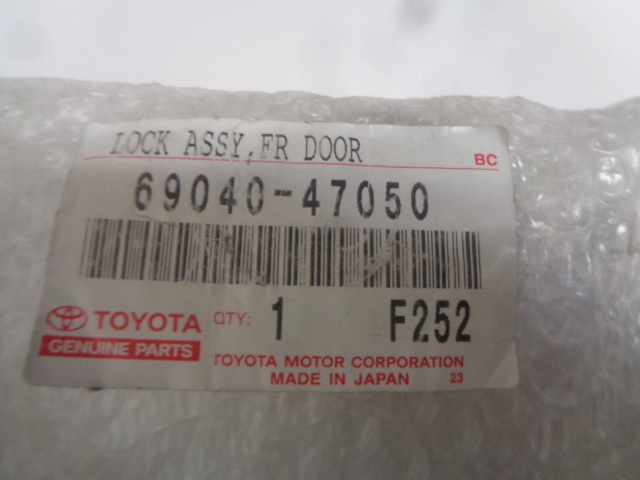 LOCK ASSY,FR DOOR
BC
69040-47050
TOYOTA QTY: 1 F252
GENUINE PARTS
TOYOTA MOTOR CORPORATION
MADE IN JAPAN 23